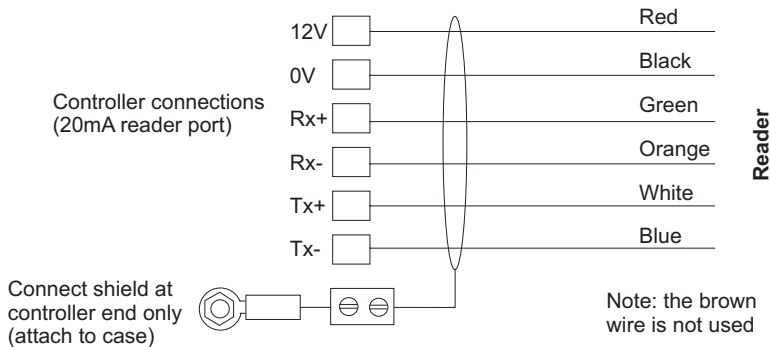 12V
Red
0V
Black
Controller connections
(20mA reader port)
Rx+
Green
Rx-
Orange
Tx+
White
Tx-
Blue
Reader
Connect shield at
controller end only
(attach to case)
Note: the brown
wire is not used